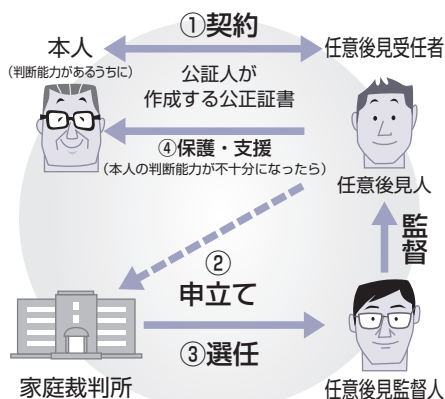 ①契約
本人
任意後見受任者
(判断能力があるうちに)
公証人が
作成する公正証書
④保護・支援
(本人の判断能力が不十分になったら)
任意後見人
監督
②
申立て
③選任
家庭裁判所
任意後見監督人